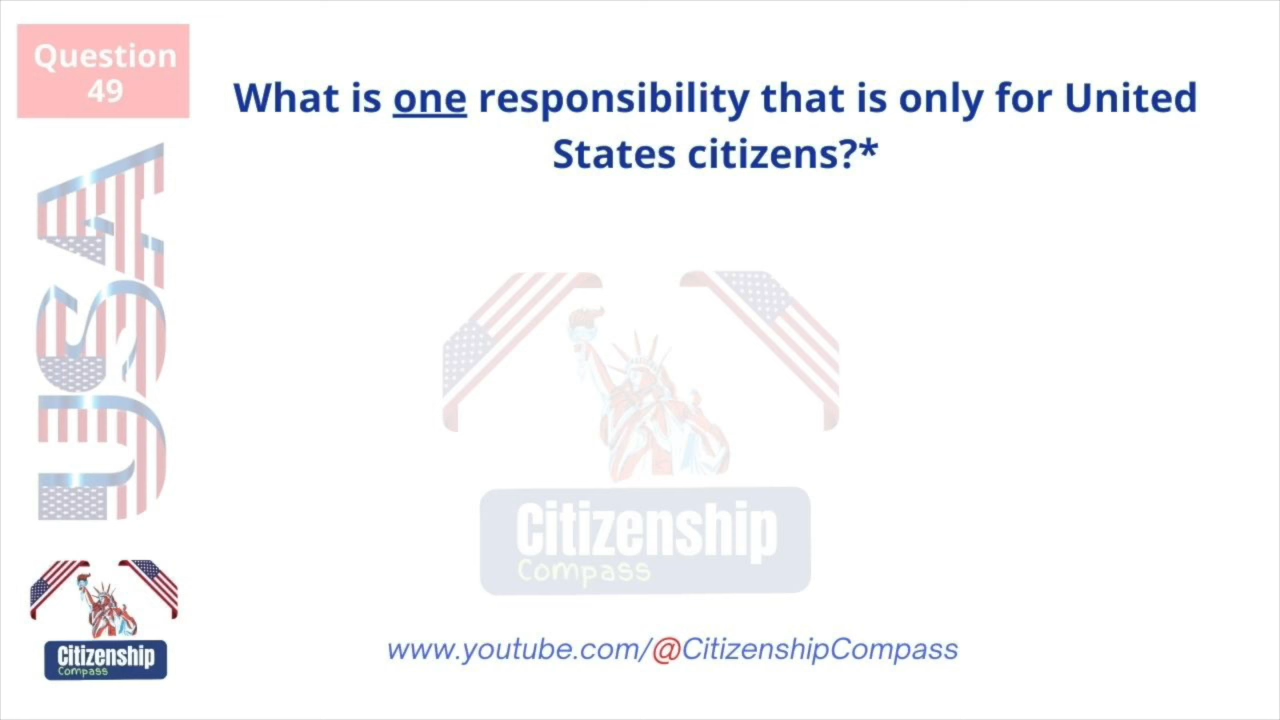 Question
49
What is one responsibility that is only for United
States citizens?*
USA
Citizenship
Compass
Citizenship
Compass
www.youtube.com/@CitizenshipCompass